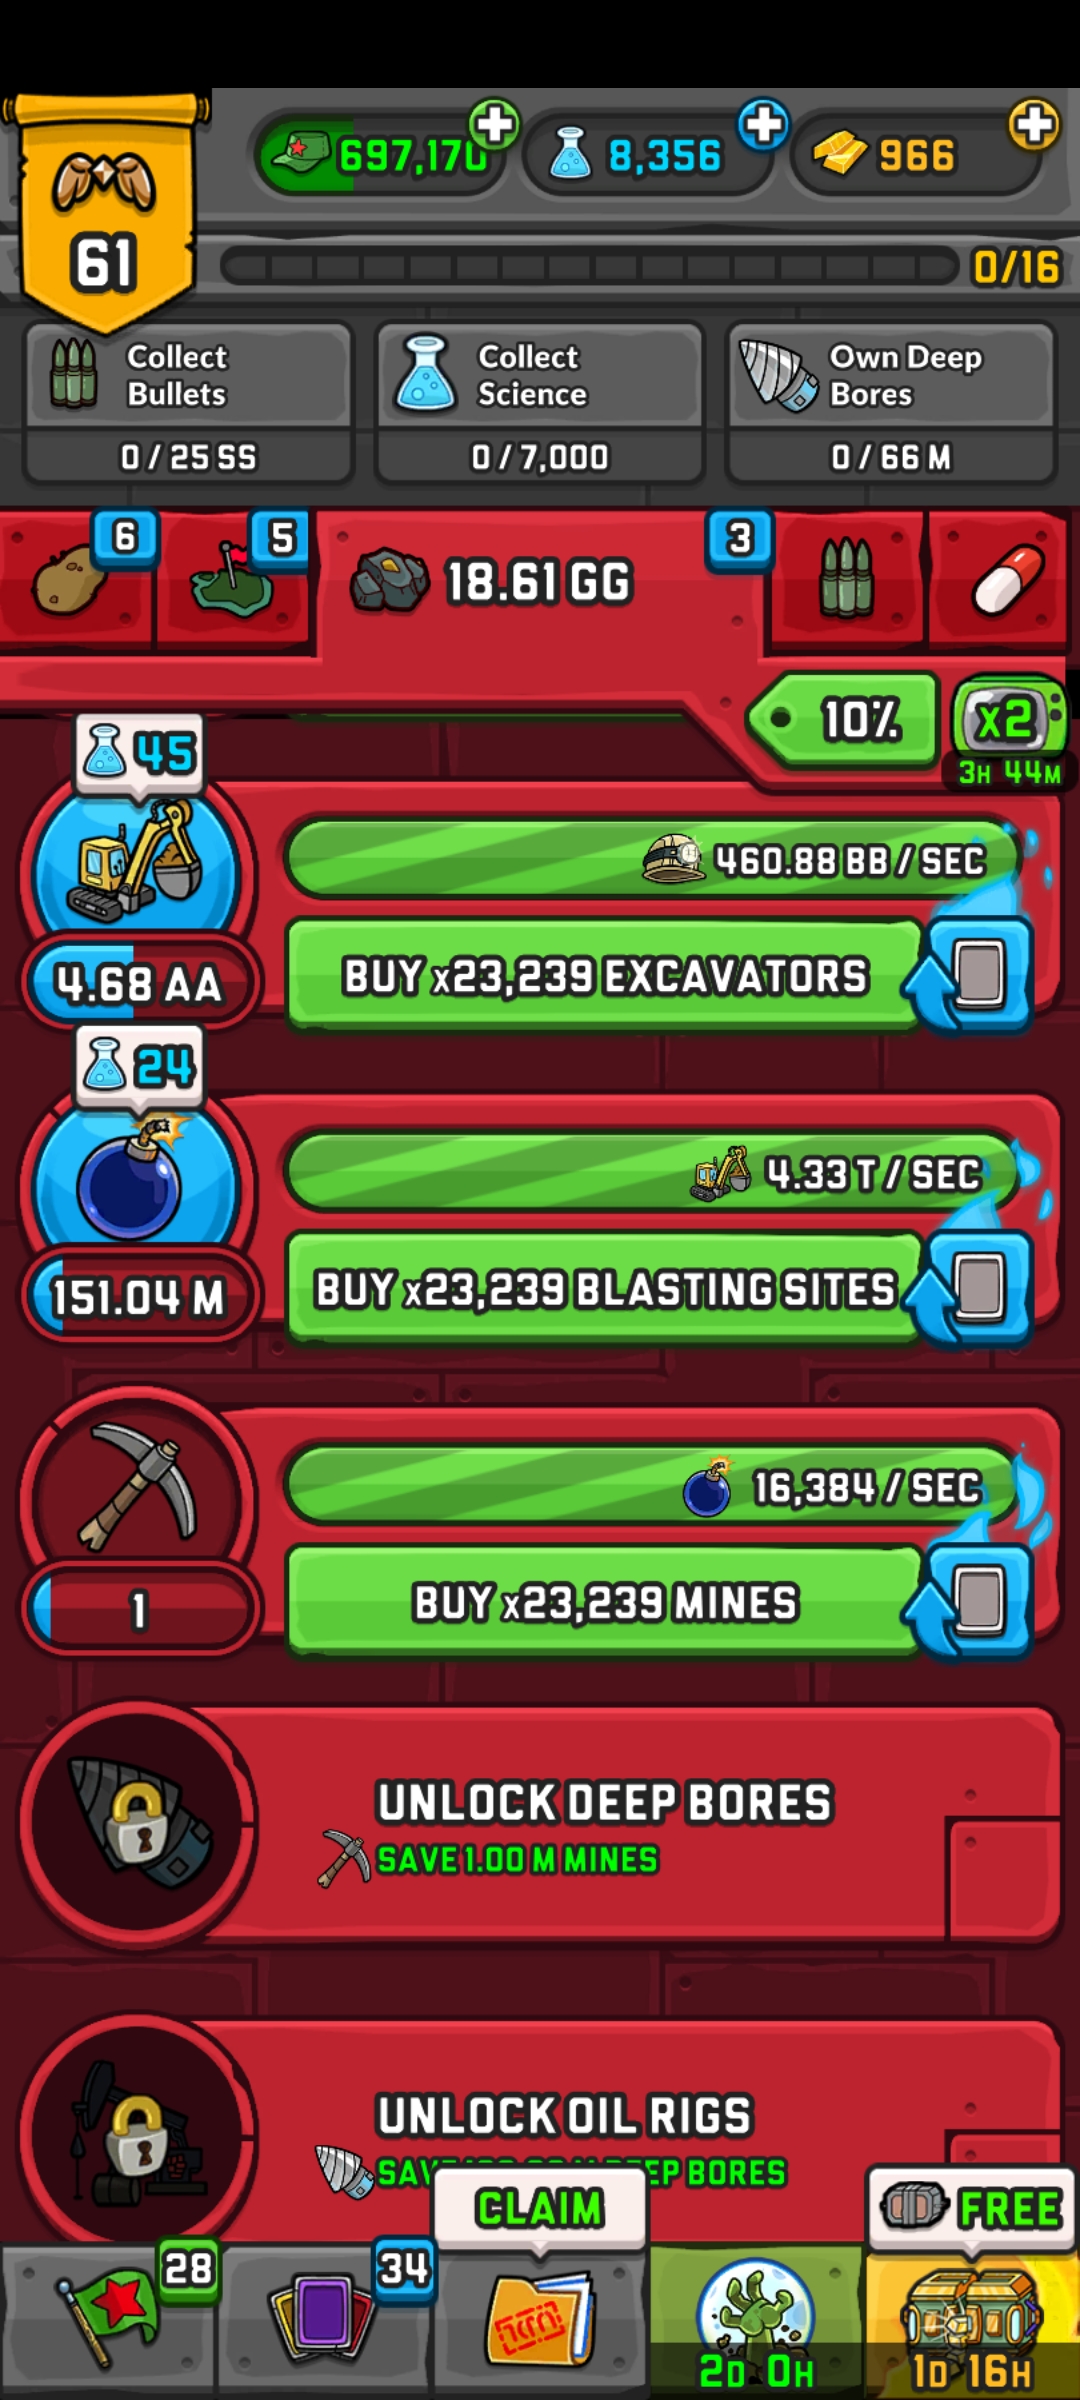 61
697,170
8,356
966
0/16
Collect
Bullets
0 / 25 SS
Collect
Science
0 / 7,000
Own Deep
Bores
0 / 66 M
6
5
18.61 GG
3
10%
x2
3H 44M
45
460.88 BB / SEC
4.68 AA
BUY x23,239 EXCAVATORS
24
4.33 T / SEC
151.04 M
BUY x23,239 BLASTING SITES
16,384 / SEC
1
BUY x23,239 MINES
UNLOCK DEEP BORES
SAVE 1.00 M MINES
UNLOCK OIL RIGS
DEEP BORES
CLAIM
FREE
28
34
2D 0H
1D 16H